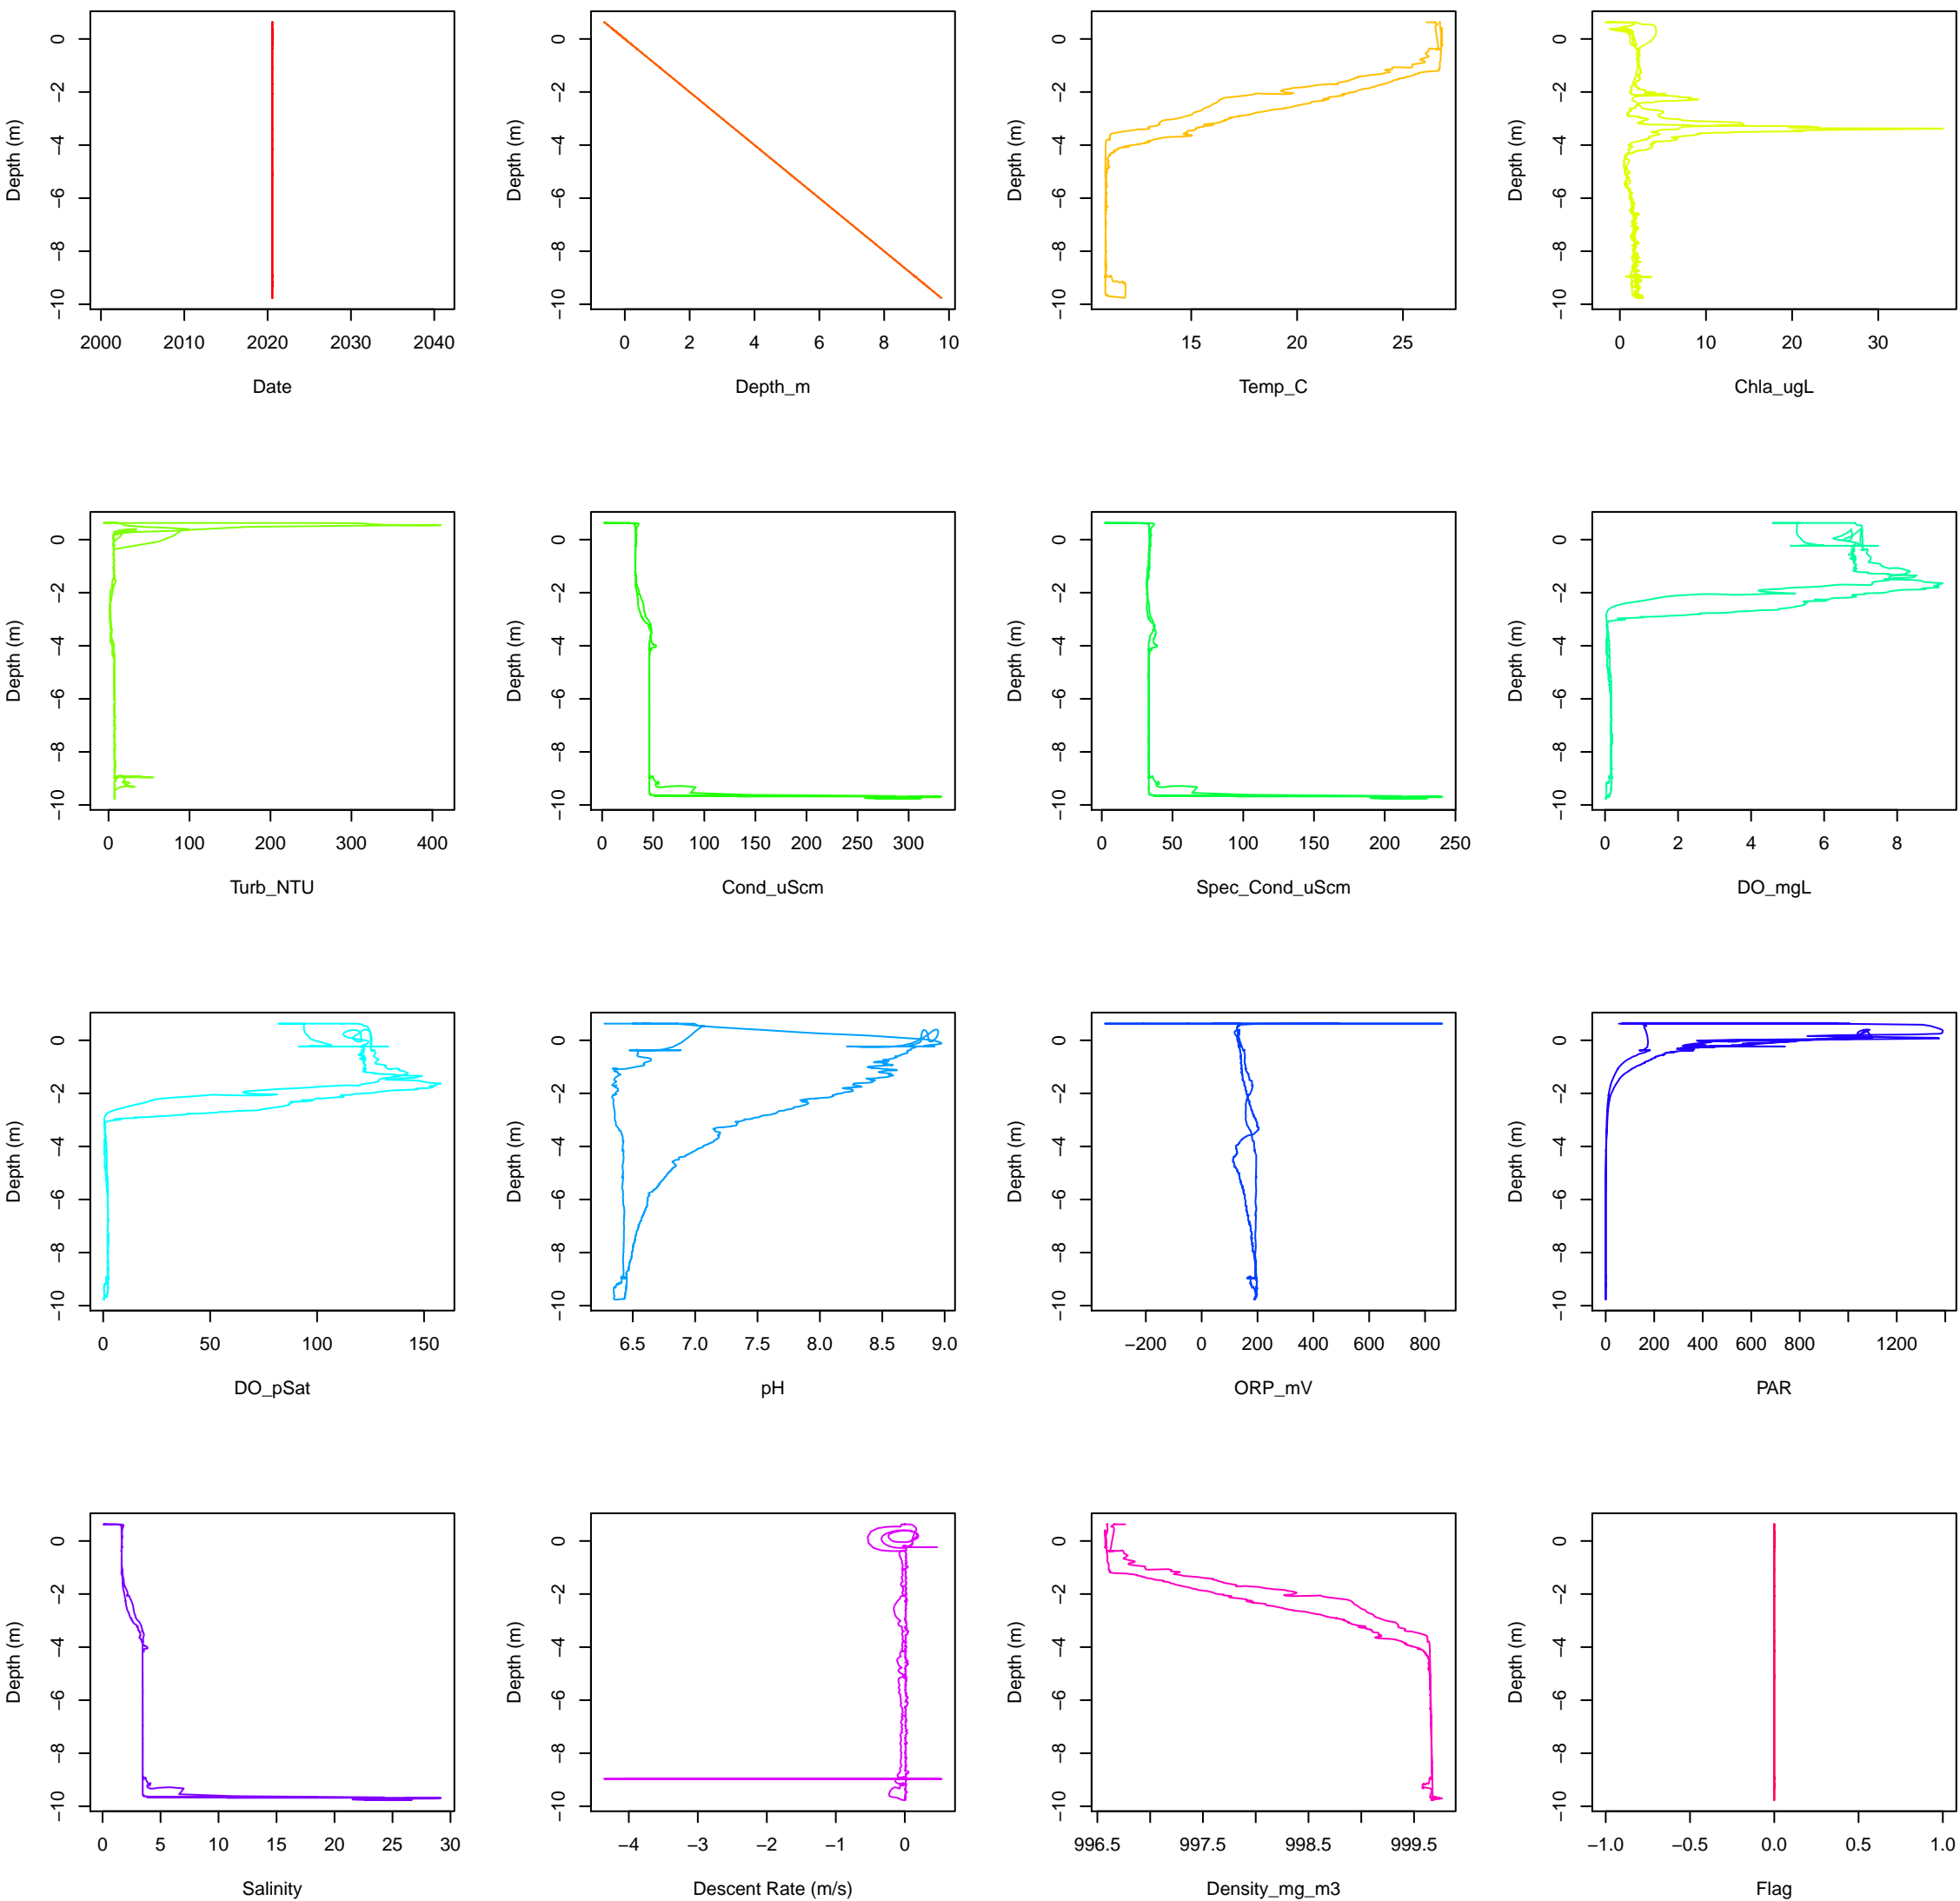 Depth (m)
0
−2
−4
−6
−8
−10
2000 2010 2020 2030 2040
Date
Depth (m)
0
−2
−4
−6
−8
−10
0 2 4 6 8 10
Depth_m
Depth (m)
0
−2
−4
−6
−8
−10
15 20 25
Temp_C
Depth (m)
0
−2
−4
−6
−8
−10
0 10 20 30
Chla_ugL
Depth (m)
0
−2
−4
−6
−8
−10
0 100 200 300 400
Turb_NTU
Depth (m)
0
−2
−4
−6
−8
−10
0 50 100 150 200 250 300
Cond_uScm
Depth (m)
0
−2
−4
−6
−8
−10
0 50 100 150 200 250
Spec_Cond_uScm
Depth (m)
0
−2
−4
−6
−8
−10
0 2 4 6 8
DO_mgL
Depth (m)
0
−2
−4
−6
−8
−10
0 50 100 150
DO_pSat
Depth (m)
0
−2
−4
−6
−8
−10
6.5 7.0 7.5 8.0 8.5 9.0
pH
Depth (m)
0
−2
−4
−6
−8
−10
−200 0 200 400 600 800
ORP_mV
Depth (m)
0
−2
−4
−6
−8
−10
0 200 400 600 800 1200
PAR
Depth (m)
0
−2
−4
−6
−8
−10
0 5 10 15 20 25 30
Salinity
Depth (m)
0
−2
−4
−6
−8
−10
−4 −3 −2 −1 0
Descent Rate (m/s)
Depth (m)
0
−2
−4
−6
−8
−10
996.5 997.5 998.5 999.5
Density_mg_m3
Depth (m)
0
−2
−4
−6
−8
−10
−1.0 −0.5 0.0 0.5 1.0
Flag